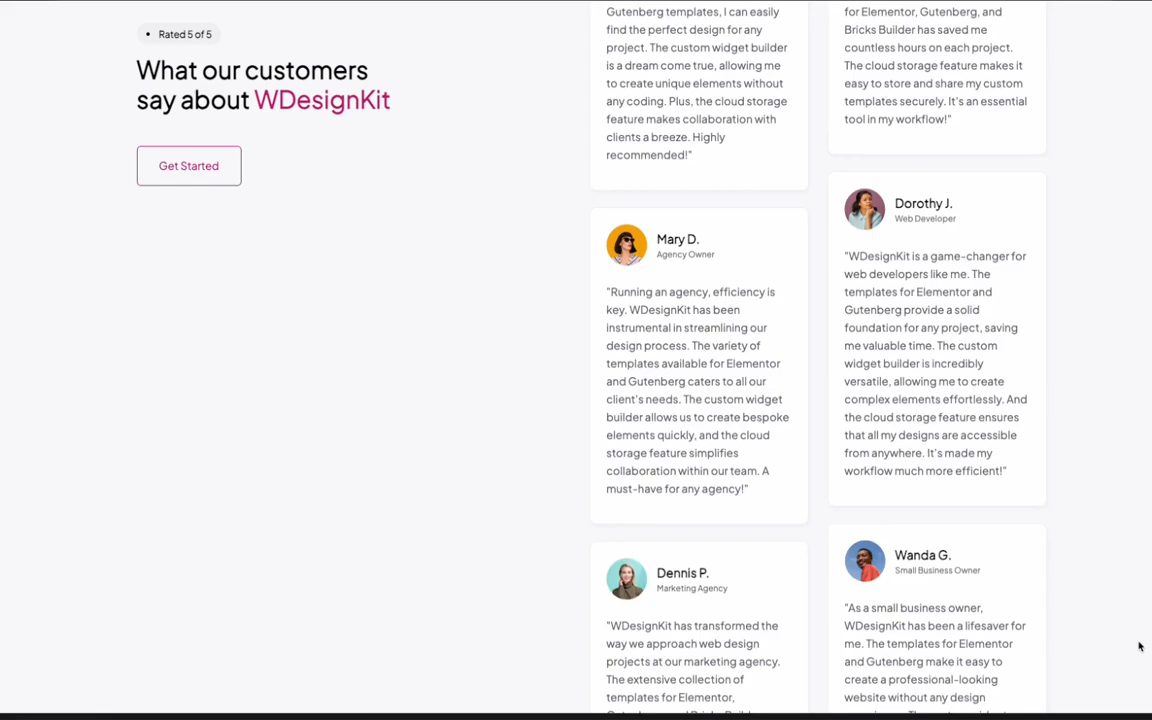 Rated 5 of 5
What our customers
say about WDesignKit
Get Started
Gutenberg templates, I can easily
find the perfect design for any
project. The custom widget builder
is a dream come true, allowing me
to create unique elements without
any coding. Plus, the cloud storage
feature makes collaboration with
clients a breeze. Highly
recommended!"
Mary D.
Agency Owner
"Running an agency, efficiency is
key. WDesignKit has been
instrumental in streamlining our
design process. The variety of
templates available for Elementor
and Gutenberg caters to all our
client's needs. The custom widget
builder allows us to create bespoke
elements quickly, and the cloud
storage feature simplifies
collaboration within our team. A
must-have for any agency!"
Dennis P.
Marketing Agency
"WDesignKit has transformed the
way we approach web design
projects at our marketing agency.
The extensive collection of
templates for Elementor,
for Elementor, Gutenberg, and
Bricks Builder has saved me
countless hours on each project.
The cloud storage feature makes it
easy to store and share my custom
templates securely. It's an essential
tool in my workflow!"
Dorothy J.
Web Developer
"WDesignKit is a game-changer for
web developers like me. The
templates for Elementor and
Gutenberg provide a solid
foundation for any project, saving
me valuable time. The custom
widget builder is incredibly
versatile, allowing me to create
complex elements effortlessly. And
the cloud storage feature ensures
that all my designs are accessible
from anywhere. It's made my
workflow much more efficient!"
Wanda G.
Small Business Owner
"As a small business owner,
WDesignKit has been a lifesaver for
me. The templates for Elementor
and Gutenberg make it easy to
create a professional-looking
website without any design